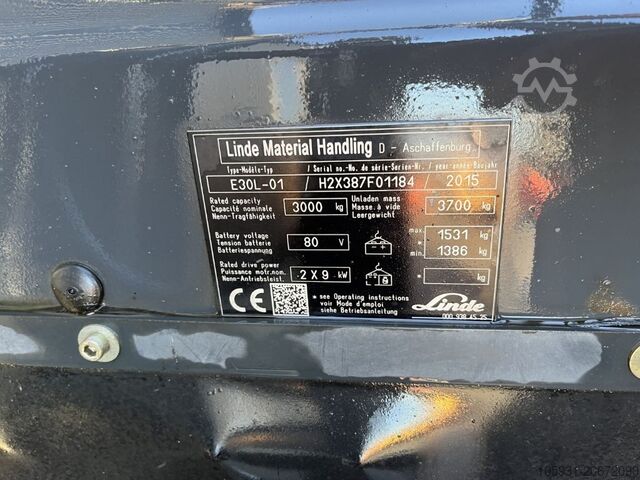 Linde Material Handling D - Aschaffenburg
Type-Modèle-Typ / Serial no.-No. de série-Serien-Nr. / year-année-Baujahr
E30L-01 / H2X387F01184 / 2015
Rated capacity
Capacité nominale
Nenn-Tragfähigkeit
3000 kg
Unladen mass
Masse à vide
Leergewicht
* 3700 kg
Battery voltage
Tension batterie
Batteriespannung
80 V
max * 1531 kg
min. * 1386 kg
Rated drive power
Puissance motr.nom.
Nenn-Antriebsleist.
2 X 9 kW
* kg
CE
* see Operating instructions
voir Mode d'emploi
siehe Betriebsanleitung
Linde